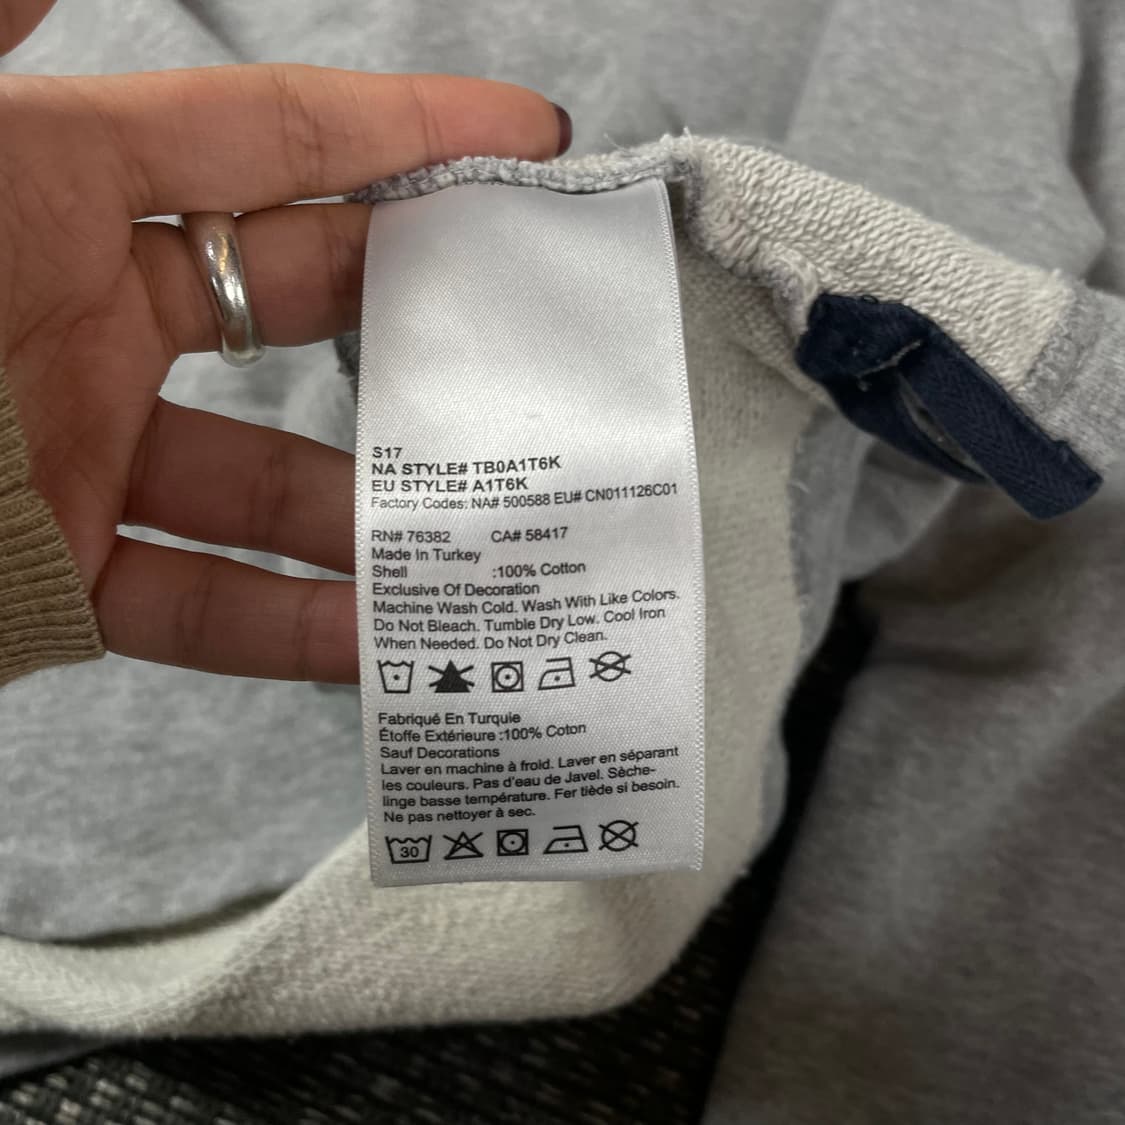 S17
NA STYLE# TB0A1T6K
EU STYLE# A1T6K
Factory Codes: NA# 500588 EU# CN011126C01
RN# 76382 CA# 58417
Made In Turkey
Shell :100% Cotton
Exclusive Of Decoration
Machine Wash Cold. Wash With Like Colors.
Do Not Bleach. Tumble Dry Low. Cool Iron
When Needed. Do Not Dry Clean.
Fabriqué En Turquie
Étoffe Extérieure :100% Coton
Sauf Decorations
Laver en machine à froid. Laver en séparant
les couleurs. Pas d'eau de Javel. Sèche-
linge basse température. Fer tiède si besoin.
Ne pas nettoyer à sec.
30